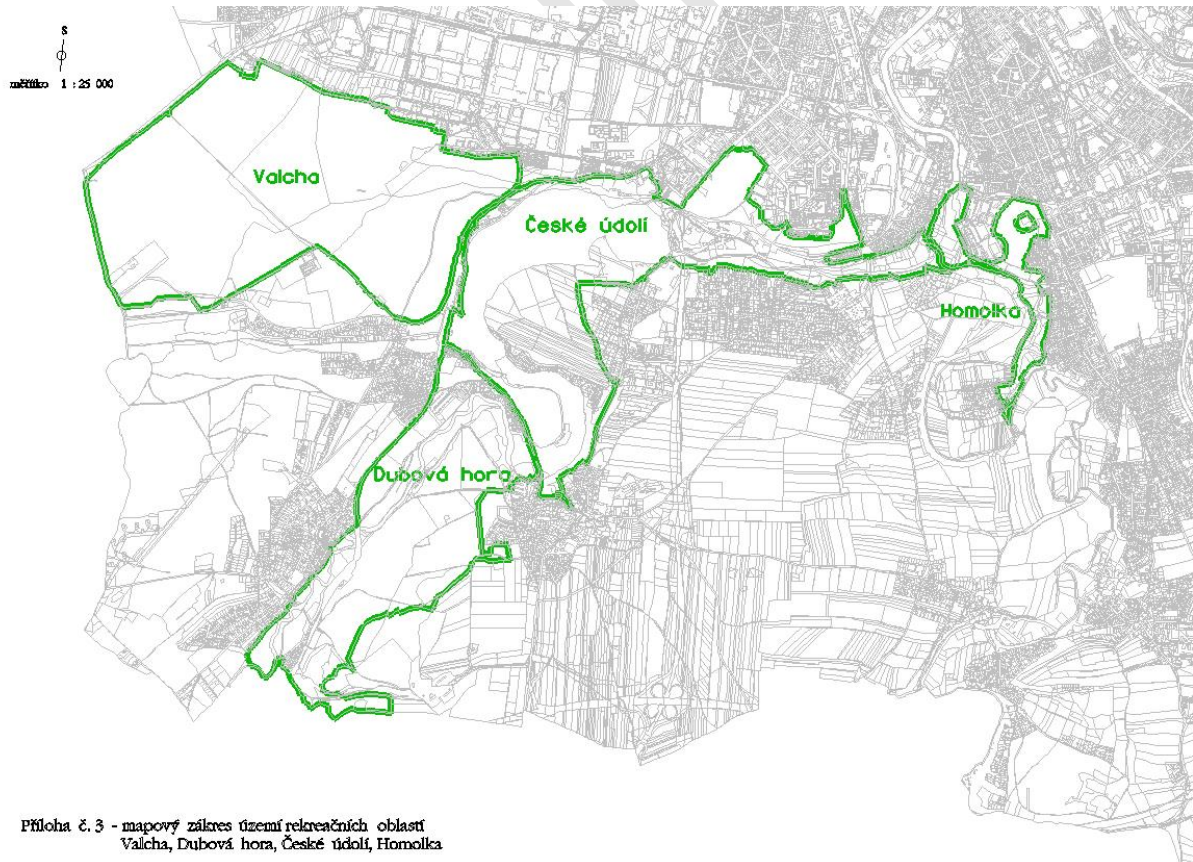 S
měřítko 1 : 25 000
Valcha
České údolí
Homolka
Dubová hora
Příloha č. 3 - mapový zákres území rekreačních oblastí
Valcha, Dubová hora, České údolí, Homolka